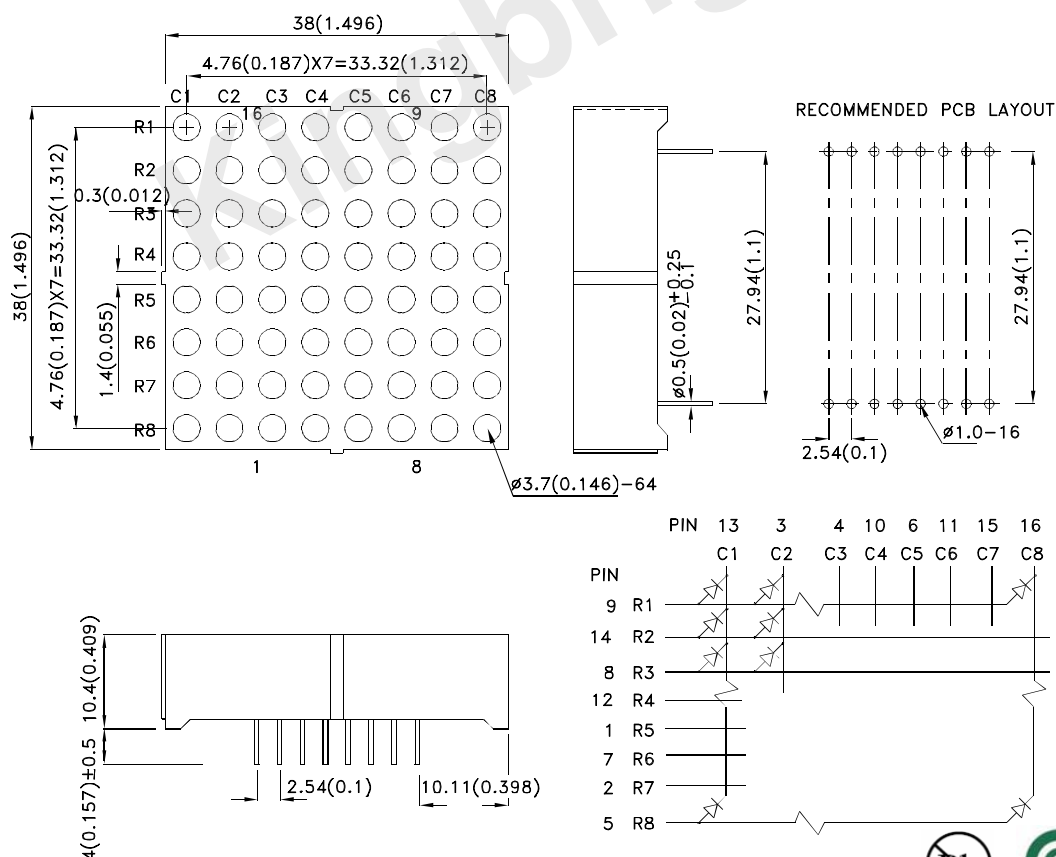 38(1.496)
4.76(0.187)X7=33.32(1.312)
C1 C2 C3 C4 C5 C6 C7 C8
16 9
R1
R2
R3
R4
R5
R6
R7
R8
0.3(0.012)
4.76(0.187)X7=33.32(1.312)
38(1.496)
1.4(0.055)
1 8
ø3.7(0.146)-64
ø0.5(0.02)+0.25
-0.1
27.94(1.1)
RECOMMENDED PCB LAYOUT
27.94(1.1)
ø1.0-16
2.54(0.1)
10.4(0.409)
4(0.157)±0.5
2.54(0.1)
10.11(0.398)
PIN 13 3 4 10 6 11 15 16
C1 C2 C3 C4 C5 C6 C7 C8
PIN
9 R1
14 R2
8 R3
12 R4
1 R5
7 R6
2 R7
5 R8